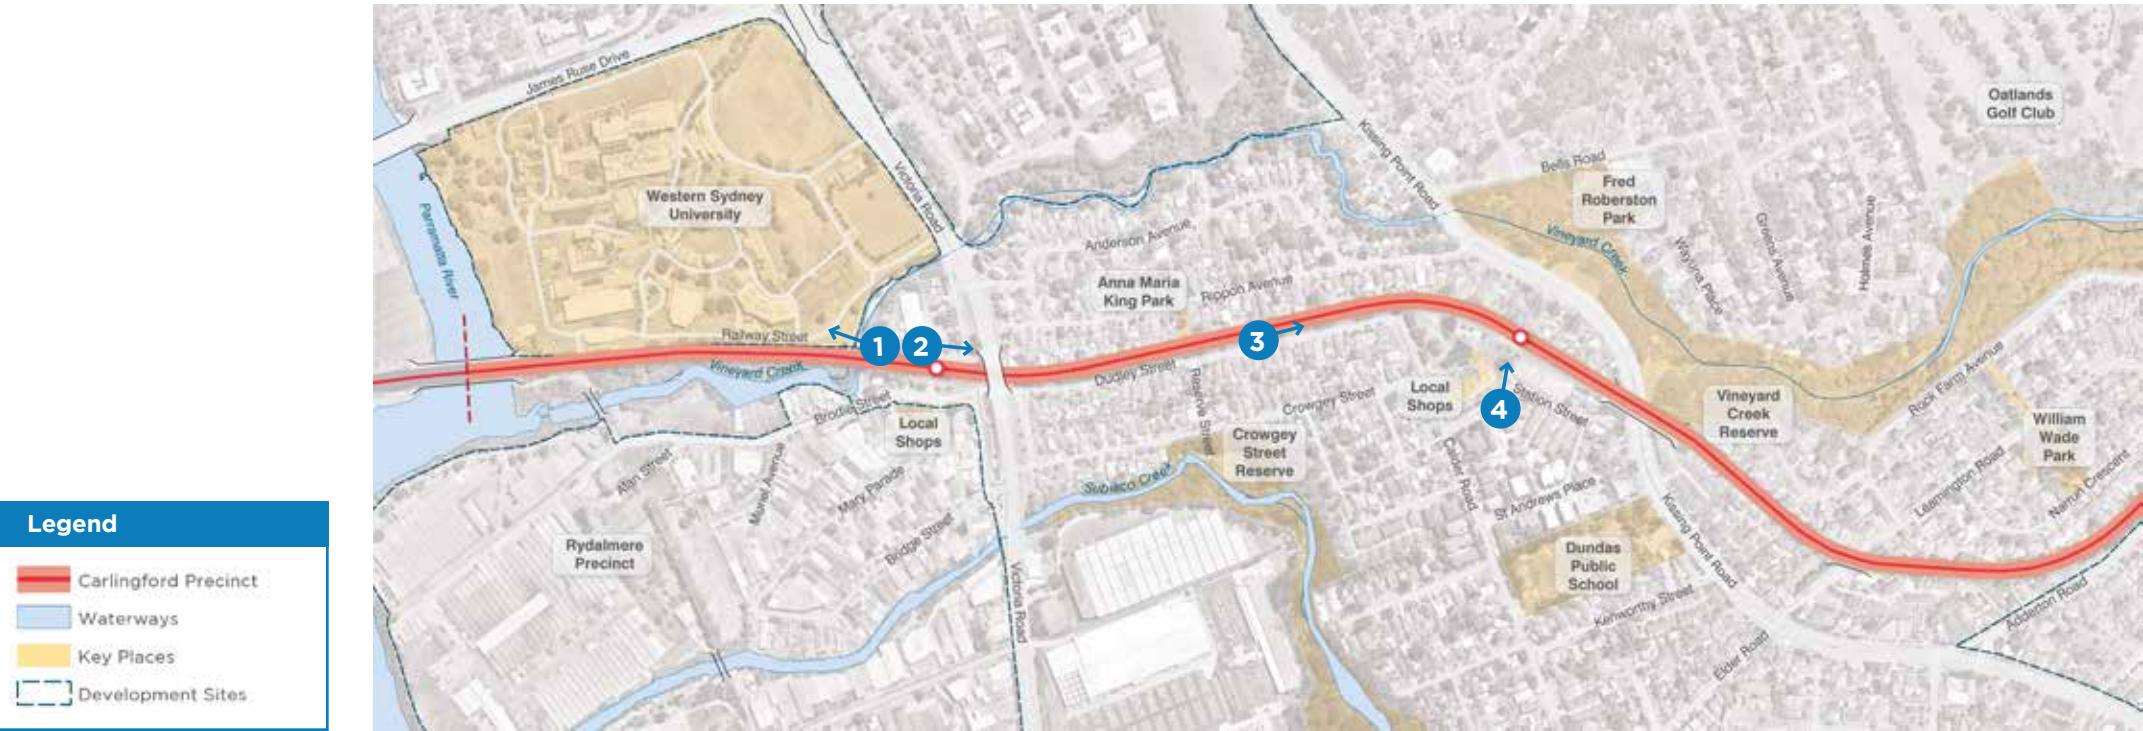 James Ruse Drive
Oatlands
Golf Club
Kissing Point Road
Bells Road
Fred
Roberston
Park
Western Sydney
University
Victoria Road
Parramatta River
Vineyard Creek
Wayuna Place
Greens Avenue
Holmes Avenue
Anderson Avenue
Anna Maria
King Park
Rippon Avenue
Railway Street
1
2
3
Vineyard Creek
Dudley Street
Reserve Street
Brodie Street
Local
Shops
Crowgey Street
Local
Shops
4
Station Street
Vineyard
Creek
Reserve
Rock Farm Avenue
William
Wade
Park
Crowgey
Street
Reserve
Calder Road
Alan Street
Muriel Avenue
Mary Parade
Subiaco Creek
St Andrews Place
Leamington Road
Narrun Crescent
Bridge Street
Rydalmere
Precinct
Victoria Road
Dundas
Public
School
Kissing Point Road
Kenworthy Street
Elder Road
Adderton Road
Legend
Carlingford Precinct
Waterways
Key Places
Development Sites